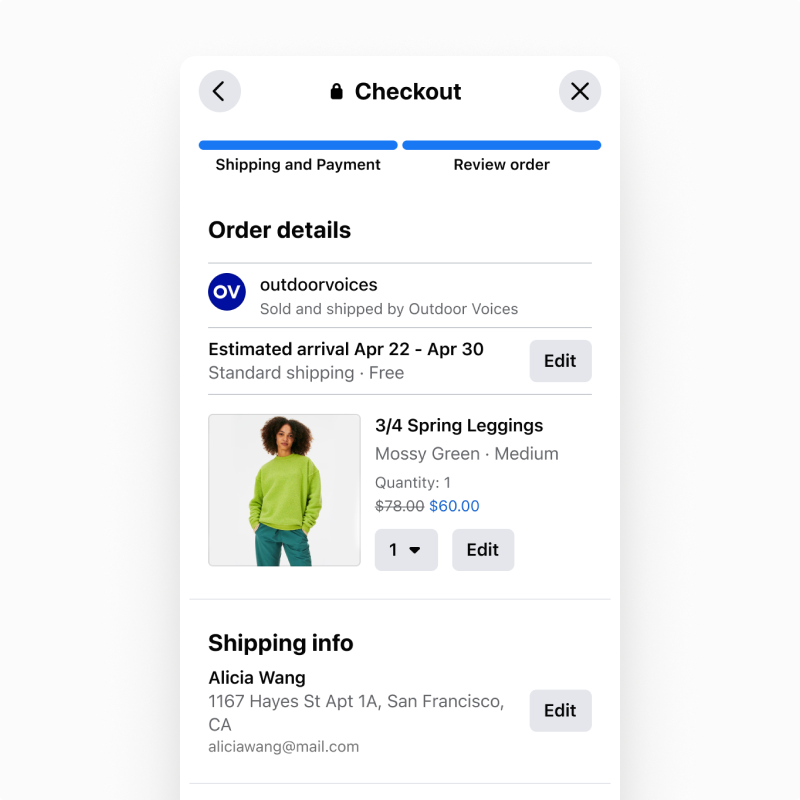 Checkout
Shipping and Payment
Review order
Order details
OV
outdoorvoices
Sold and shipped by Outdoor Voices
Estimated arrival Apr 22 - Apr 30
Standard shipping · Free
Edit
3/4 Spring Leggings
Mossy Green · Medium
Quantity: 1
$78.00 $60.00
1
Edit
Shipping info
Alicia Wang
1167 Hayes St Apt 1A, San Francisco,
CA
aliciawang@mail.com
Edit